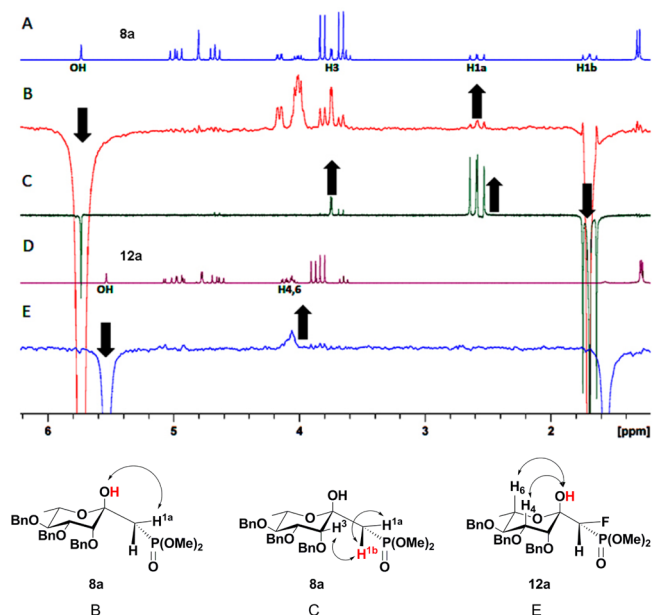 A
8a
OH
H3
H1a
H1b
B
C
D
12a
OH
H4,6
E
6
5
4
3
2
[ppm]
OH
O
H1a
BnO
BnO
BnO
P(OMe)2
O
8a
B
OH
O
H3
H1a
BnO
BnO
BnO
H1b
P(OMe)2
O
8a
C
H6
H4
OH
O
F
BnO
BnO
BnO
H
P(OMe)2
O
12a
E